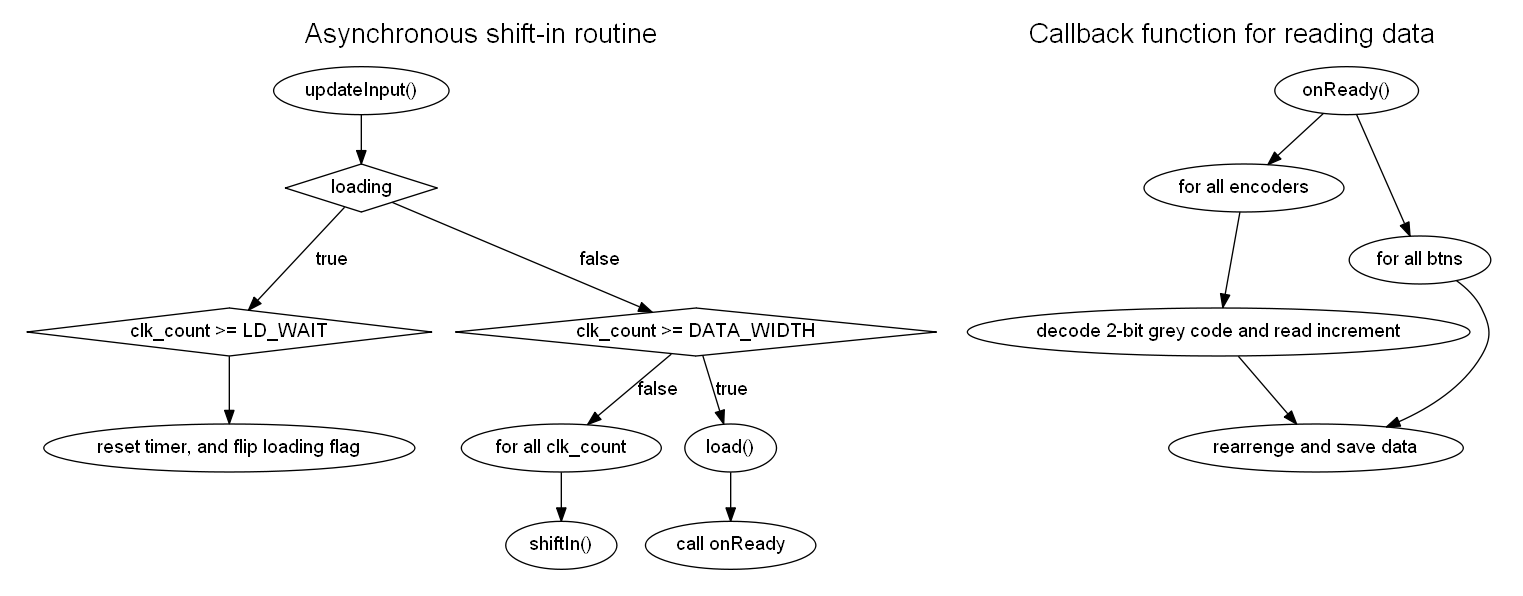 Asynchronous shift-in routine
updateInput()
loading
true
false
clk_count >= LD_WAIT
clk_count >= DATA_WIDTH
false
true
reset timer, and flip loading flag
for all clk_count
load()
shiftIn()
call onReady
Callback function for reading data
onReady()
for all encoders
for all btns
decode 2-bit grey code and read increment
rearrenge and save data